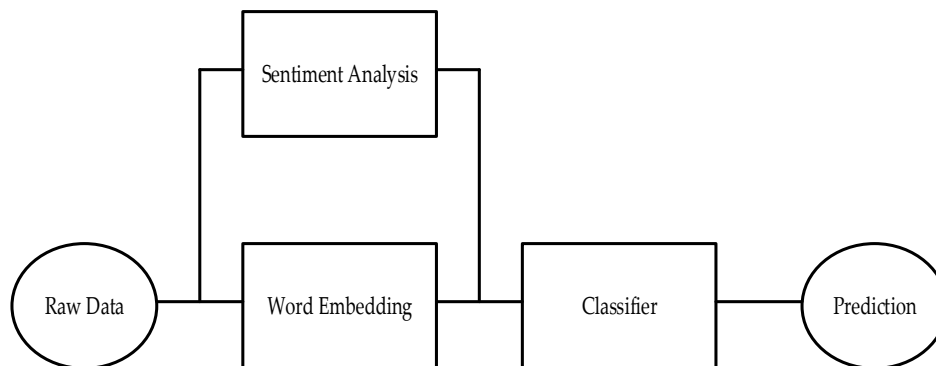 Sentiment Analysis
Raw Data
Word Embedding
Classifier
Prediction